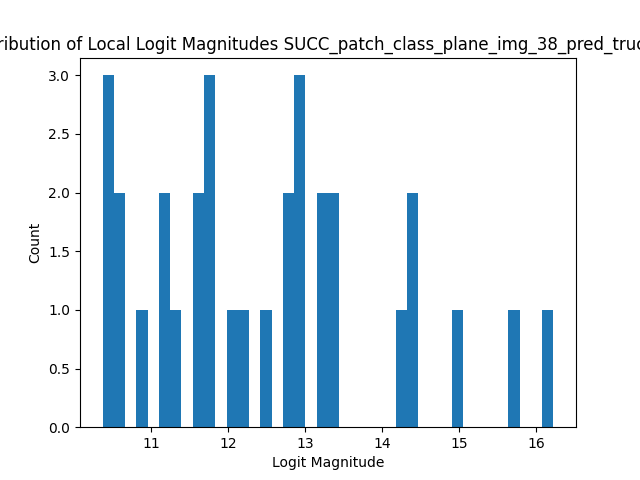 ribution of Local Logit Magnitudes SUCC_patch_class_plane_img_38_pred_truc
3.0
2.5
2.0
1.5
1.0
0.5
0.0
Count
11 12 13 14 15 16
Logit Magnitude